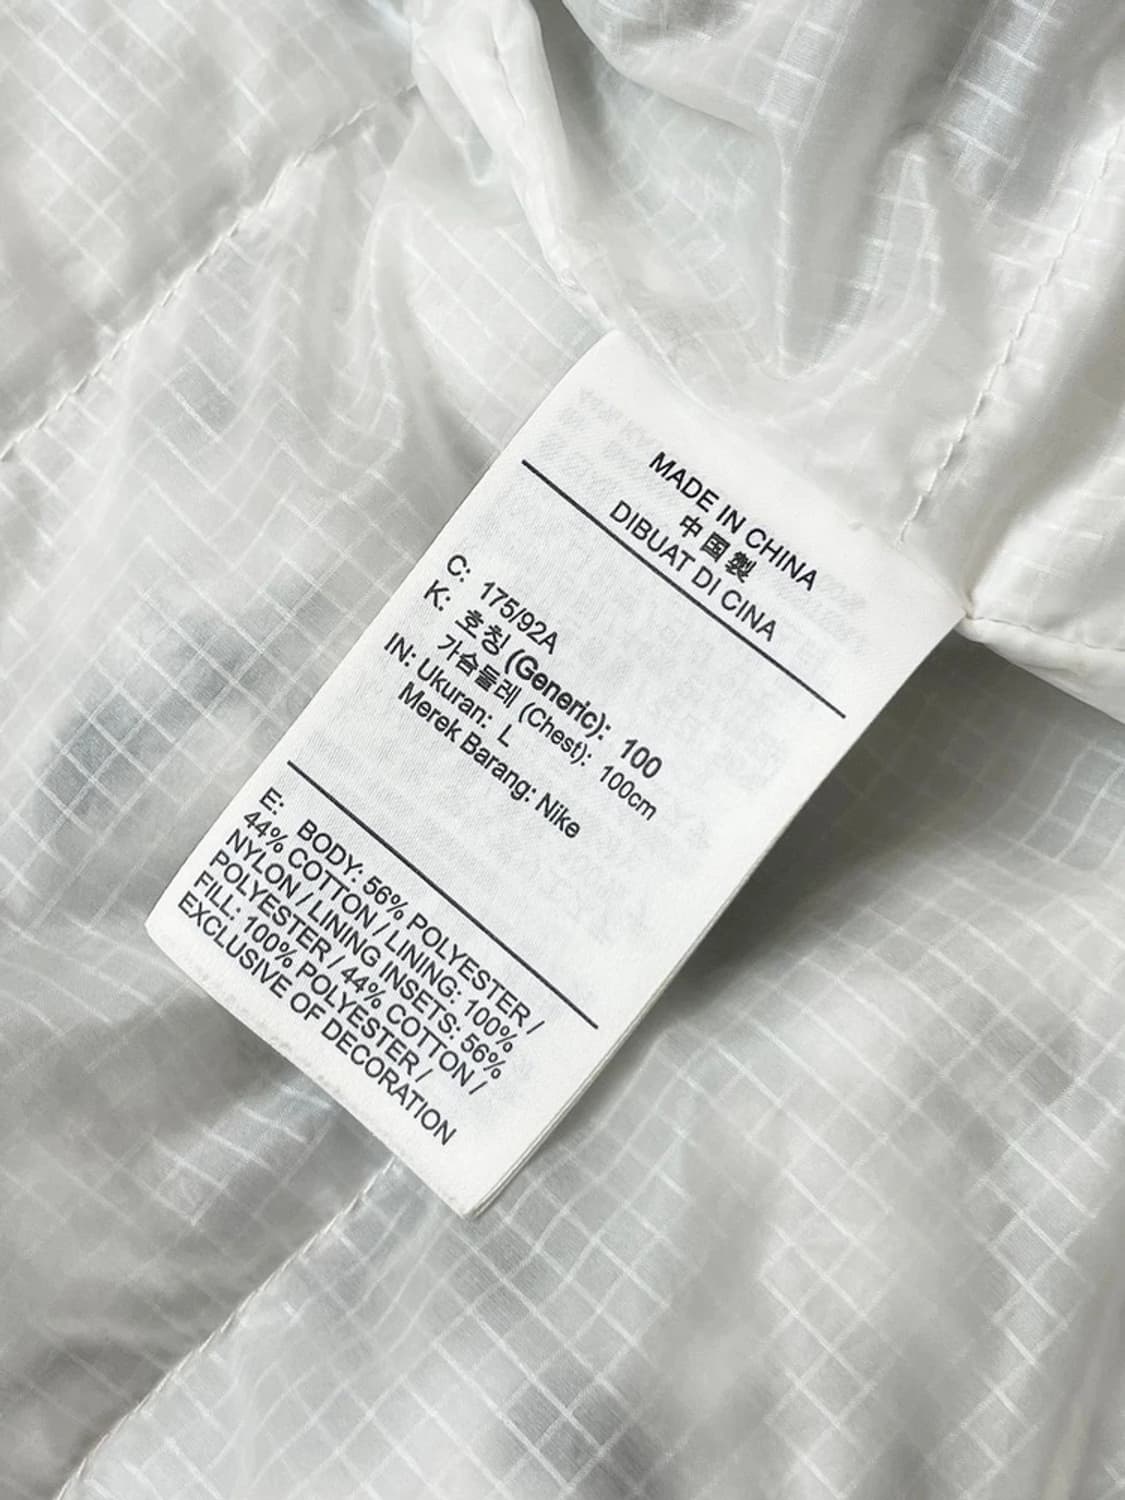 MADE IN CHINA
中国製
DIBUAT DI CINA
C: 175/92A
K: 호칭 (Generic): 100
가슴둘레 (Chest): 100cm
IN: Ukuran: L
Merek Barang: Nike
E: BODY: 56% POLYESTER /
44% COTTON / LINING: 100%
NYLON / LINING INSETS: 56%
POLYESTER / 44% COTTON /
FILL: 100% POLYESTER /
EXCLUSIVE OF DECORATION